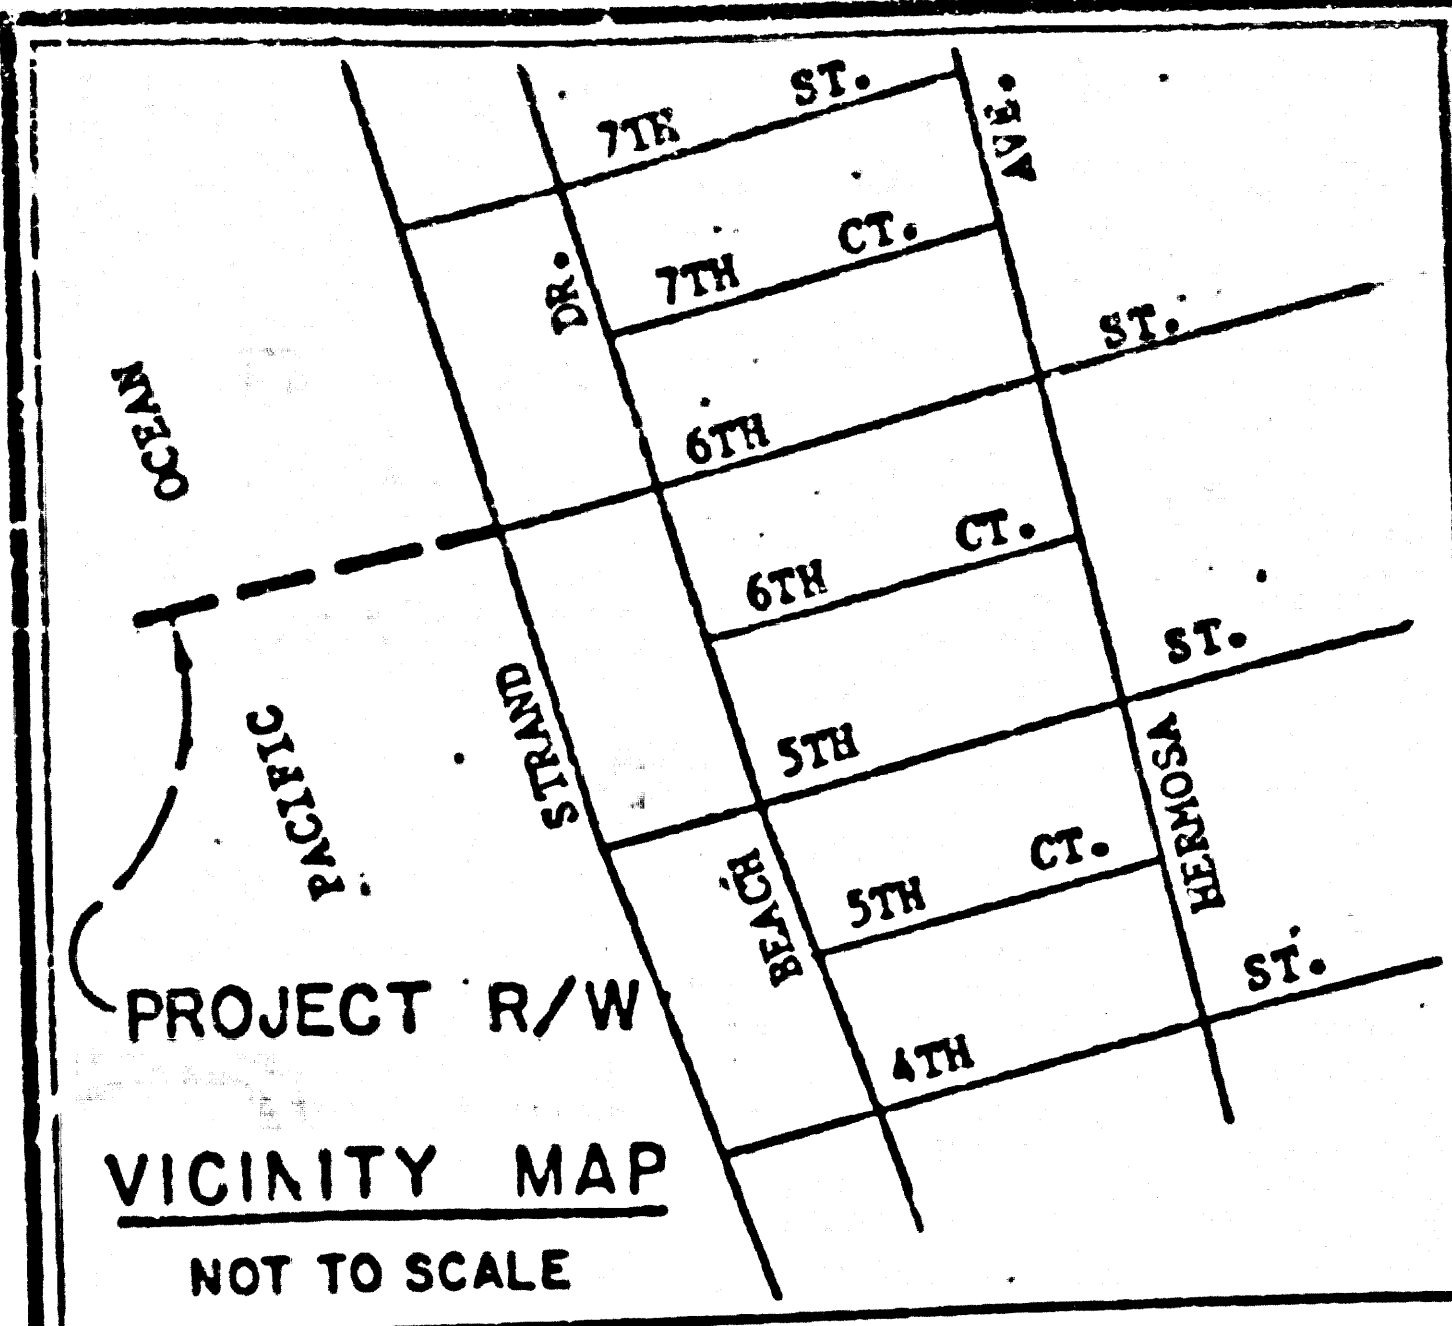 7TH ST.
AVE.
7TH CT.
DR.
ST.
OCEAN
6TH
6TH CT.
ST.
STRAND
PACIFIC
5TH
HERMOSA
BEACH
5TH CT.
ST.
PROJECT R/W
4TH
VICINITY MAP
NOT TO SCALE